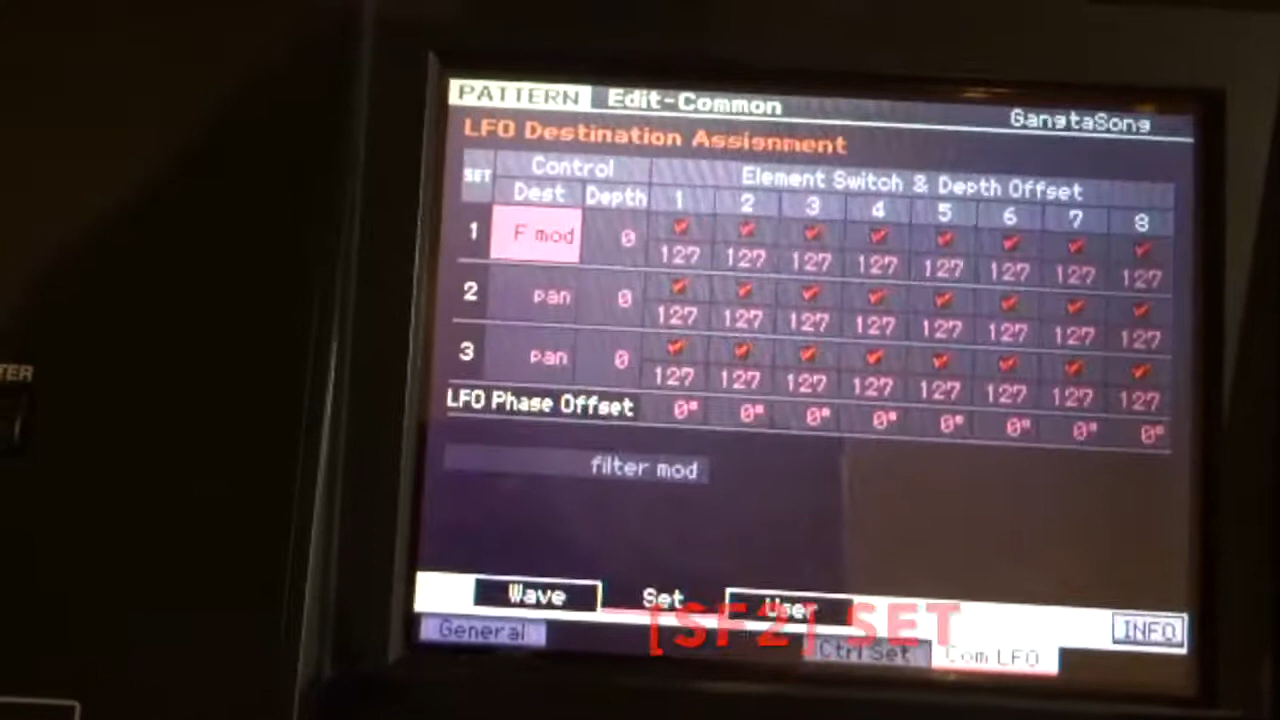 PATTERN Edit-Common GangtaSong
LFO Destination Assignment
SET Control Element Switch & Depth Offset
Dest Depth 1 2 3 4 5 6 7 8
1 F mod 0
127 127 127 127 127 127 127 127
2 pan 0
127 127 127 127 127 127 127 127
3 pan 0
127 127 127 127 127 127 127 127
LFO Phase Offset 0° 0° 0° 0° 0° 0° 0° 0°
filter mod
Wave Set User
[SF2] SET
INFO
General Ctrl Set Com LFO
TER